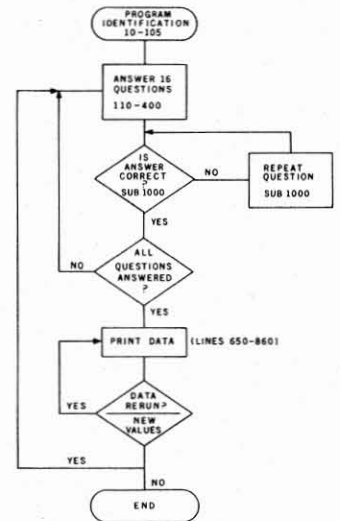 PROGRAM
IDENTIFICATION
10-105
ANSWER 16
QUESTIONS
110-400
IS
ANSWER
CORRECT
?
SUB 1000
NO
REPEAT
QUESTION
SUB 1000
YES
ALL
QUESTIONS
ANSWERED
?
NO
YES
PRINT DATA
(LINES 650-860)
DATA
RERUN?
NEW
VALUES
YES
YES
NO
END